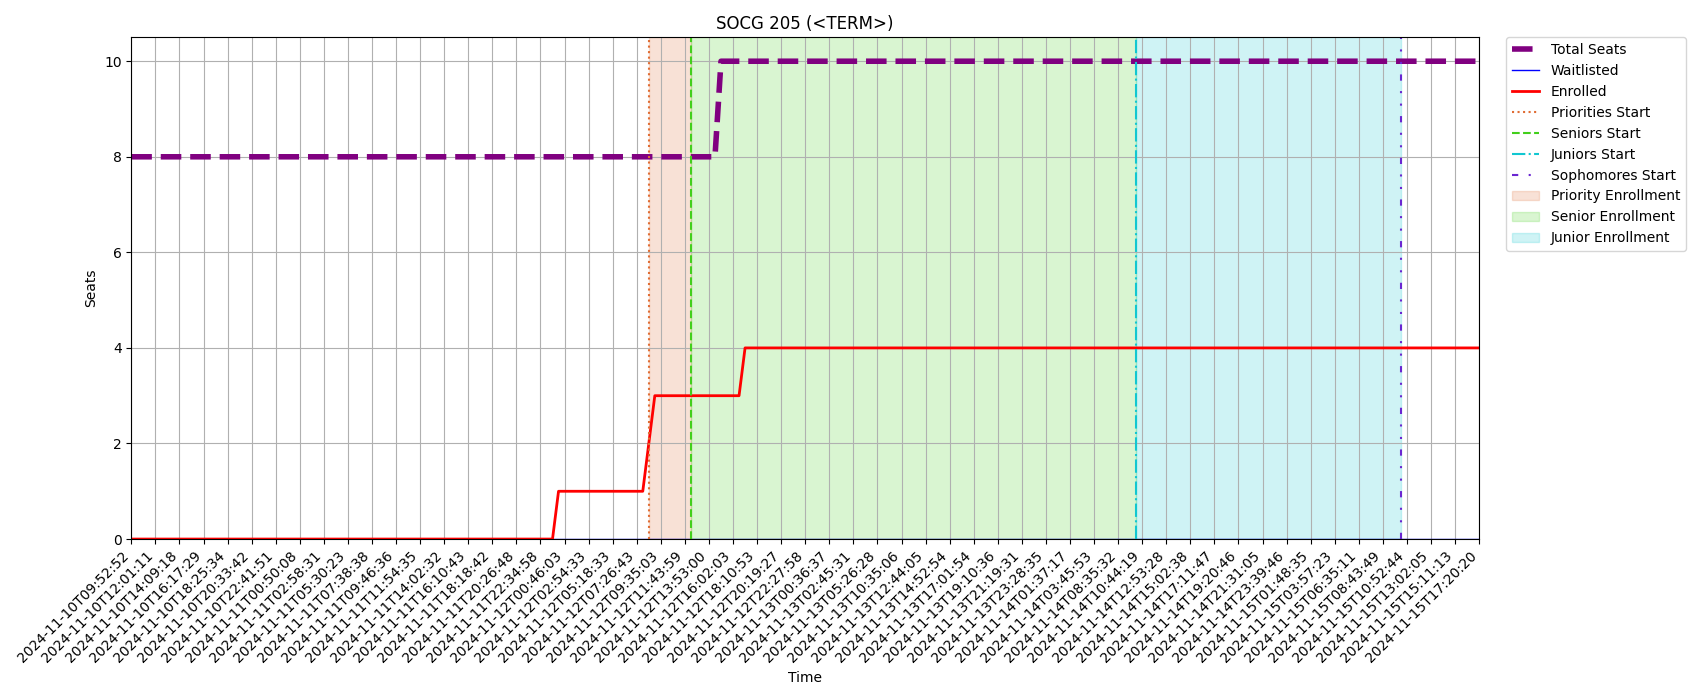 SOCG 205 (<TERM>)
Total Seats
Waitlisted
Enrolled
Priorities Start
Seniors Start
Juniors Start
Sophomores Start
Priority Enrollment
Senior Enrollment
Junior Enrollment
Seats
10
8
6
4
2
0
2024-11-10T09:52:52
2024-11-10T12:01:11
2024-11-10T14:09:18
2024-11-10T16:17:29
2024-11-10T18:25:34
2024-11-10T20:33:42
2024-11-10T22:41:51
2024-11-11T00:50:08
2024-11-11T02:58:31
2024-11-11T05:30:23
2024-11-11T07:38:38
2024-11-11T09:46:36
2024-11-11T11:54:35
2024-11-11T14:02:32
2024-11-11T16:10:43
2024-11-11T18:18:42
2024-11-11T20:26:48
2024-11-11T22:34:58
2024-11-12T00:46:03
2024-11-12T02:54:33
2024-11-12T05:18:33
2024-11-12T07:26:43
2024-11-12T09:35:03
2024-11-12T11:43:59
2024-11-12T13:53:00
2024-11-12T16:02:03
2024-11-12T18:10:53
2024-11-12T20:19:27
2024-11-12T22:27:58
2024-11-13T00:36:37
2024-11-13T02:45:31
2024-11-13T05:26:28
2024-11-13T10:35:06
2024-11-13T12:44:05
2024-11-13T14:52:54
2024-11-13T17:01:54
2024-11-13T19:10:36
2024-11-13T21:19:31
2024-11-13T23:28:35
2024-11-14T01:37:17
2024-11-14T03:45:53
2024-11-14T08:35:32
2024-11-14T10:44:19
2024-11-14T12:53:28
2024-11-14T15:02:38
2024-11-14T17:11:47
2024-11-14T19:20:46
2024-11-14T21:31:05
2024-11-14T23:39:46
2024-11-15T01:48:35
2024-11-15T03:57:23
2024-11-15T06:35:11
2024-11-15T08:43:49
2024-11-15T10:52:44
2024-11-15T13:02:05
2024-11-15T15:11:13
2024-11-15T17:20:20
Time